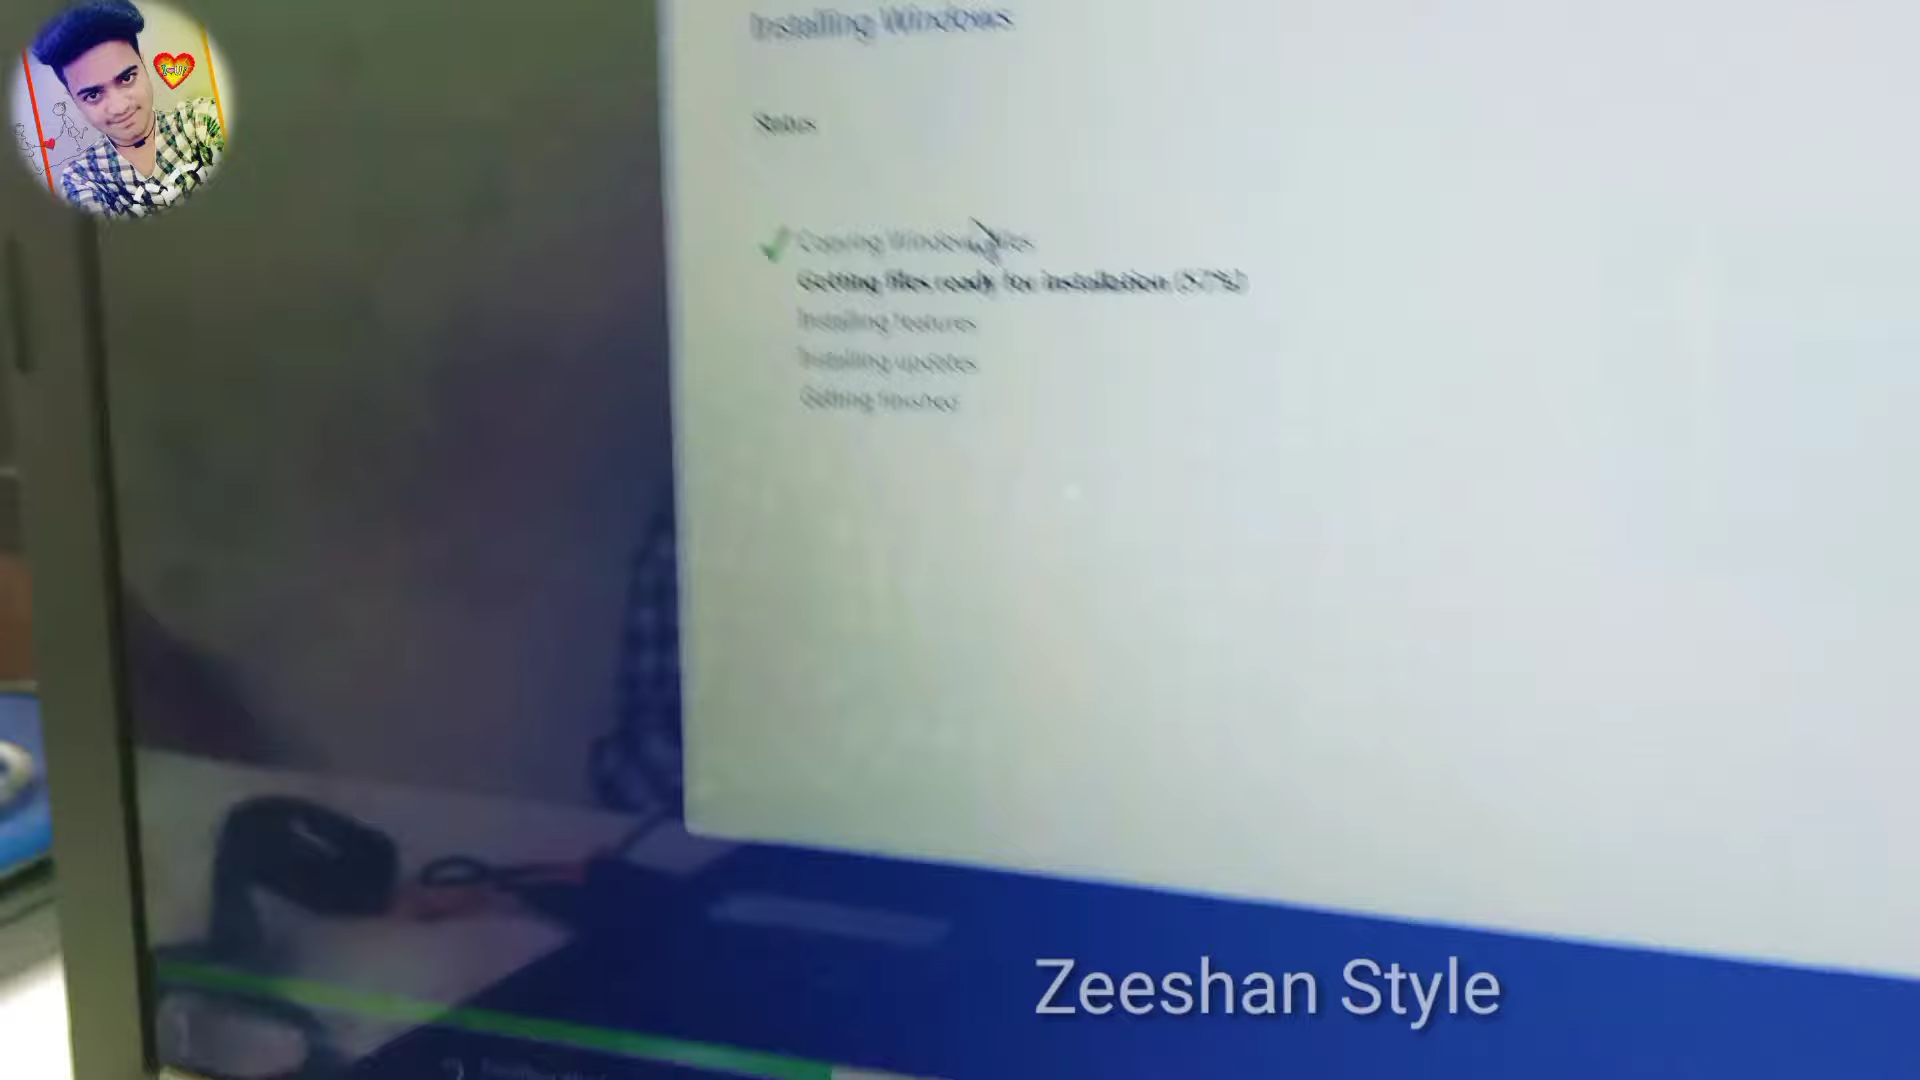 Installing Windows
Status
Copying Windows files
Getting files ready for installation (57%)
Installing features
Installing updates
Getting finished
Zeeshan Style